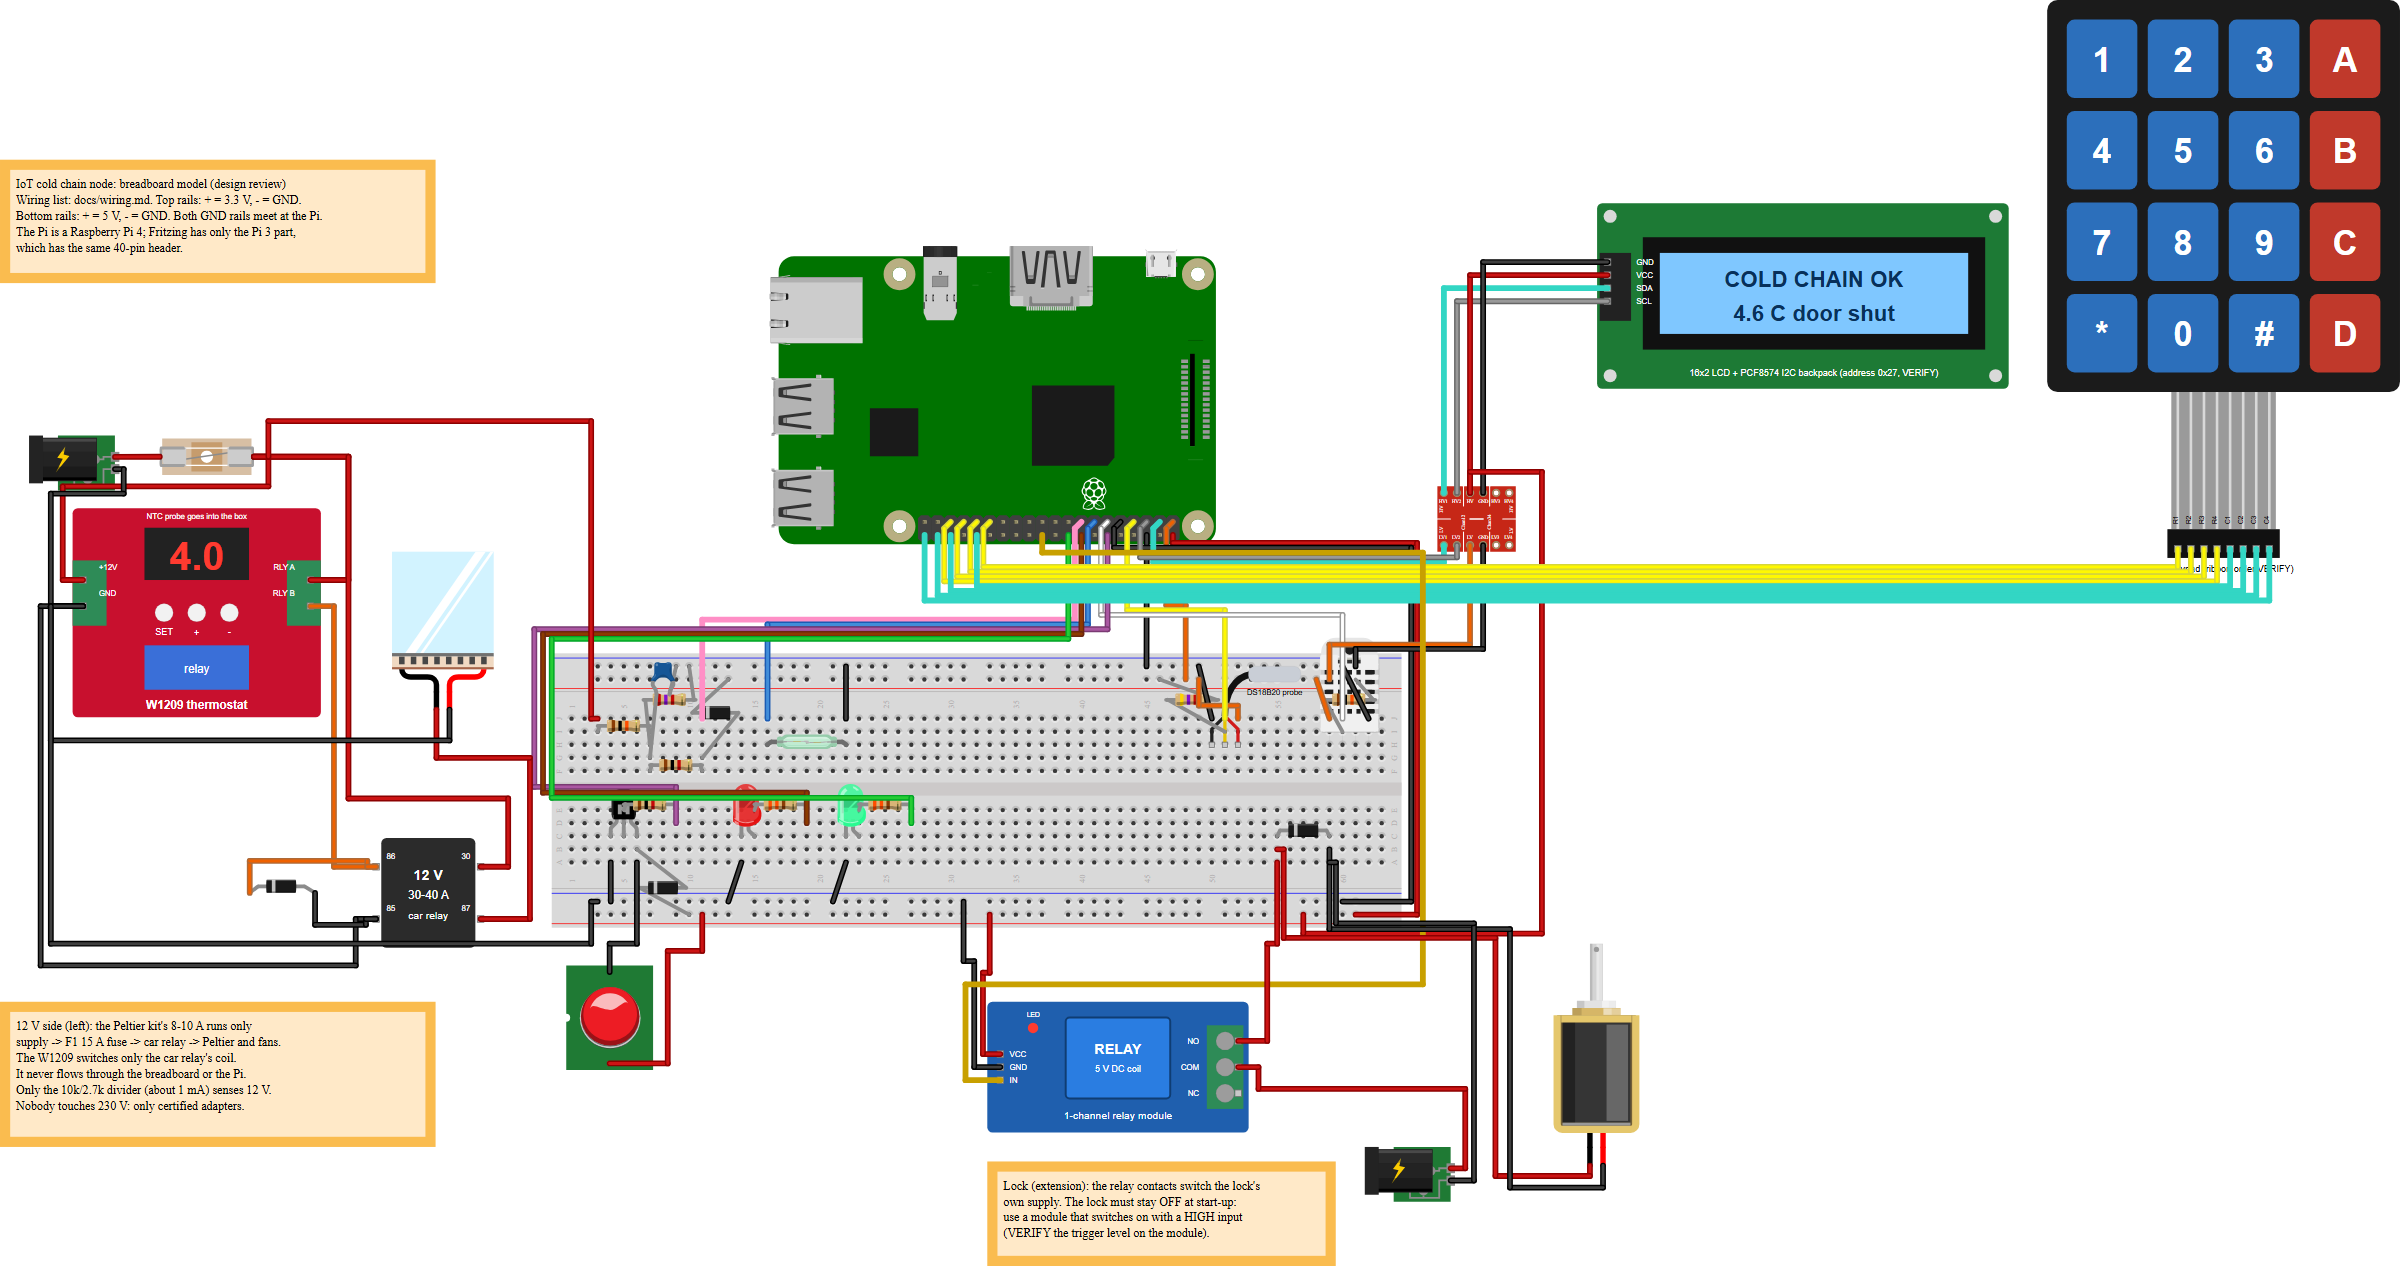 1 2 3 A
4 5 6 B
7 8 9 C
* 0 # D
IoT cold chain node: breadboard model (design review)
Wiring list: docs/wiring.md. Top rails: + = 3.3 V, - = GND.
Bottom rails: + = 5 V, - = GND. Both GND rails meet at the Pi.
The Pi is a Raspberry Pi 4; Fritzing has only the Pi 3 part,
which has the same 40-pin header.
GND
VCC
SDA
SCL
COLD CHAIN OK
4.6 C door shut
16x2 LCD + PCF8574 I2C backpack (address 0x27, VERIFY)
R1 R2 R3 R4 C1 C2 C3 C4
NTC probe goes into the box
4.0
+12V
GND
RLY A
RLY B
SET + -
relay
W1209 thermostat
DS18B20 probe
86 30
12 V
30-40 A
car relay
85 87
12 V side (left): the Peltier kit's 8-10 A runs only
supply -> F1 15 A fuse -> car relay -> Peltier and fans.
The W1209 switches only the car relay's coil.
It never flows through the breadboard or the Pi.
Only the 10k/2.7k divider (about 1 mA) senses 12 V.
Nobody touches 230 V: only certified adapters.
LED
VCC
GND
IN
RELAY
5 V DC coil
NO
COM
NC
1-channel relay module
Lock (extension): the relay contacts switch the lock's
own supply. The lock must stay OFF at start-up:
use a module that switches on with a HIGH input
(VERIFY the trigger level on the module).